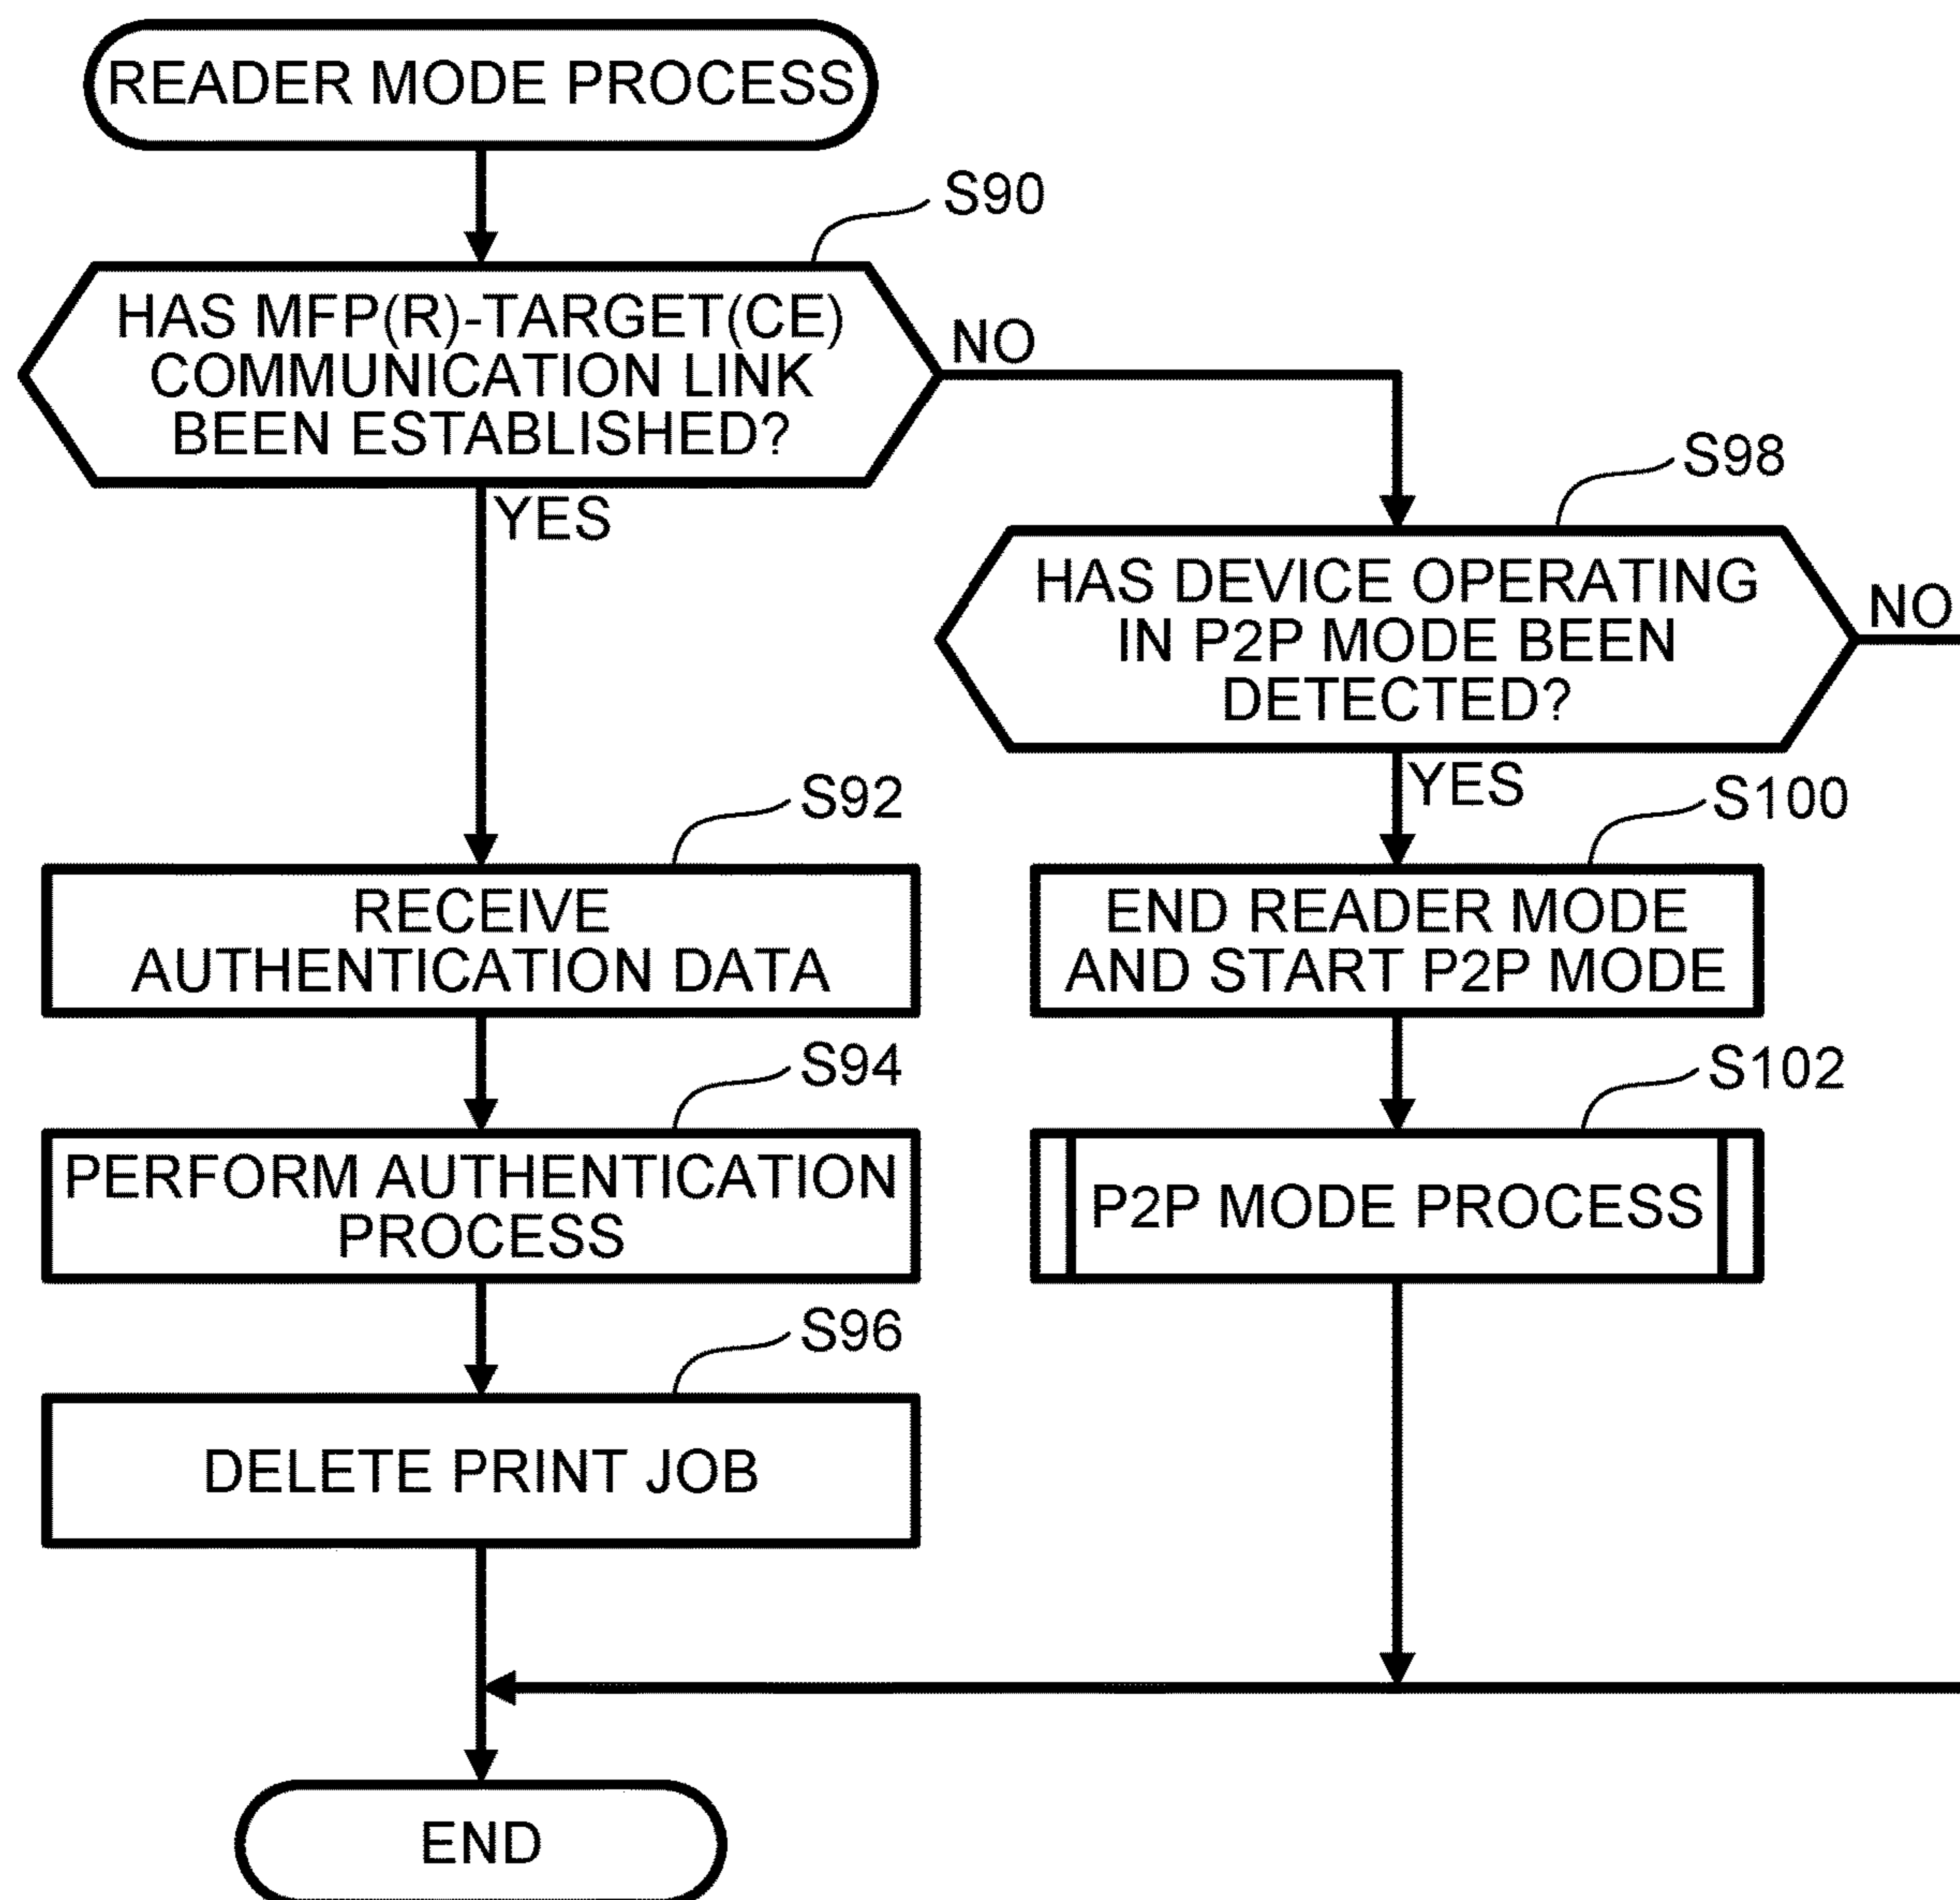 READER MODE PROCESS
S90
HAS MFP(R)-TARGET(CE)
COMMUNICATION LINK
BEEN ESTABLISHED?
NO
YES
S98
HAS DEVICE OPERATING
IN P2P MODE BEEN
DETECTED?
NO
YES
S92
RECEIVE
AUTHENTICATION DATA
S100
END READER MODE
AND START P2P MODE
S94
PERFORM AUTHENTICATION
PROCESS
S102
P2P MODE PROCESS
S96
DELETE PRINT JOB
END